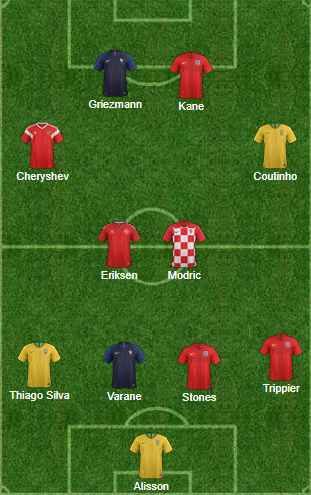 Griezmann
Kane
Cheryshev
Coutinho
Eriksen
Modric
Thiago Silva
Varane
Stones
Trippier
Alisson